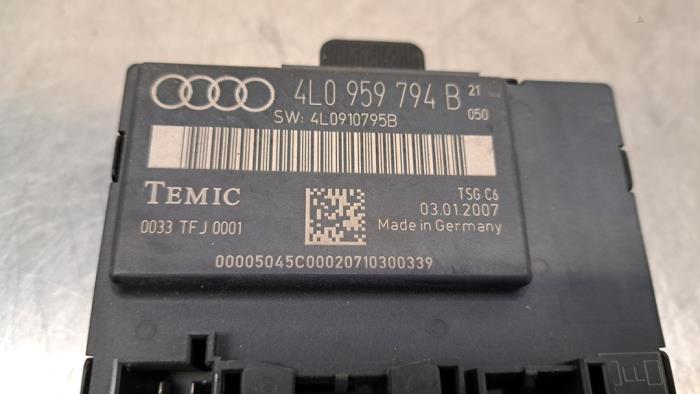 4L0 959 794 B 21
050
SW: 4L0910795B
TEMIC
TSG C6
03.01.2007
0033 TFJ 0001
Made in Germany
00005045C00020710300339